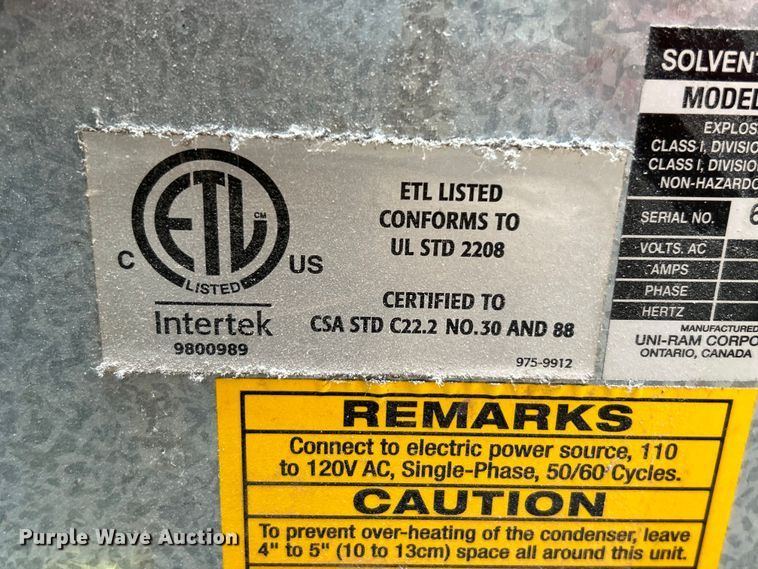 C
ETL
CM
LISTED
US
Intertek
9800989
ETL LISTED
CONFORMS TO
UL STD 2208
CERTIFIED TO
CSA STD C22.2 NO.30 AND 88
975-9912
SOLVENT
MODEL
EXPLOS
CLASS I, DIVISIO
CLASS I, DIVISIO
NON-HAZARDO
SERIAL NO. 6
VOLTS. AC
AMPS
PHASE
HERTZ
MANUFACTURED
UNI-RAM CORPO
ONTARIO, CANADA
REMARKS
Connect to electric power source, 110
to 120V AC, Single-Phase, 50/60 Cycles.
CAUTION
To prevent over-heating of the condenser, leave
4" to 5" (10 to 13cm) space all around this unit.
Purple Wave Auction